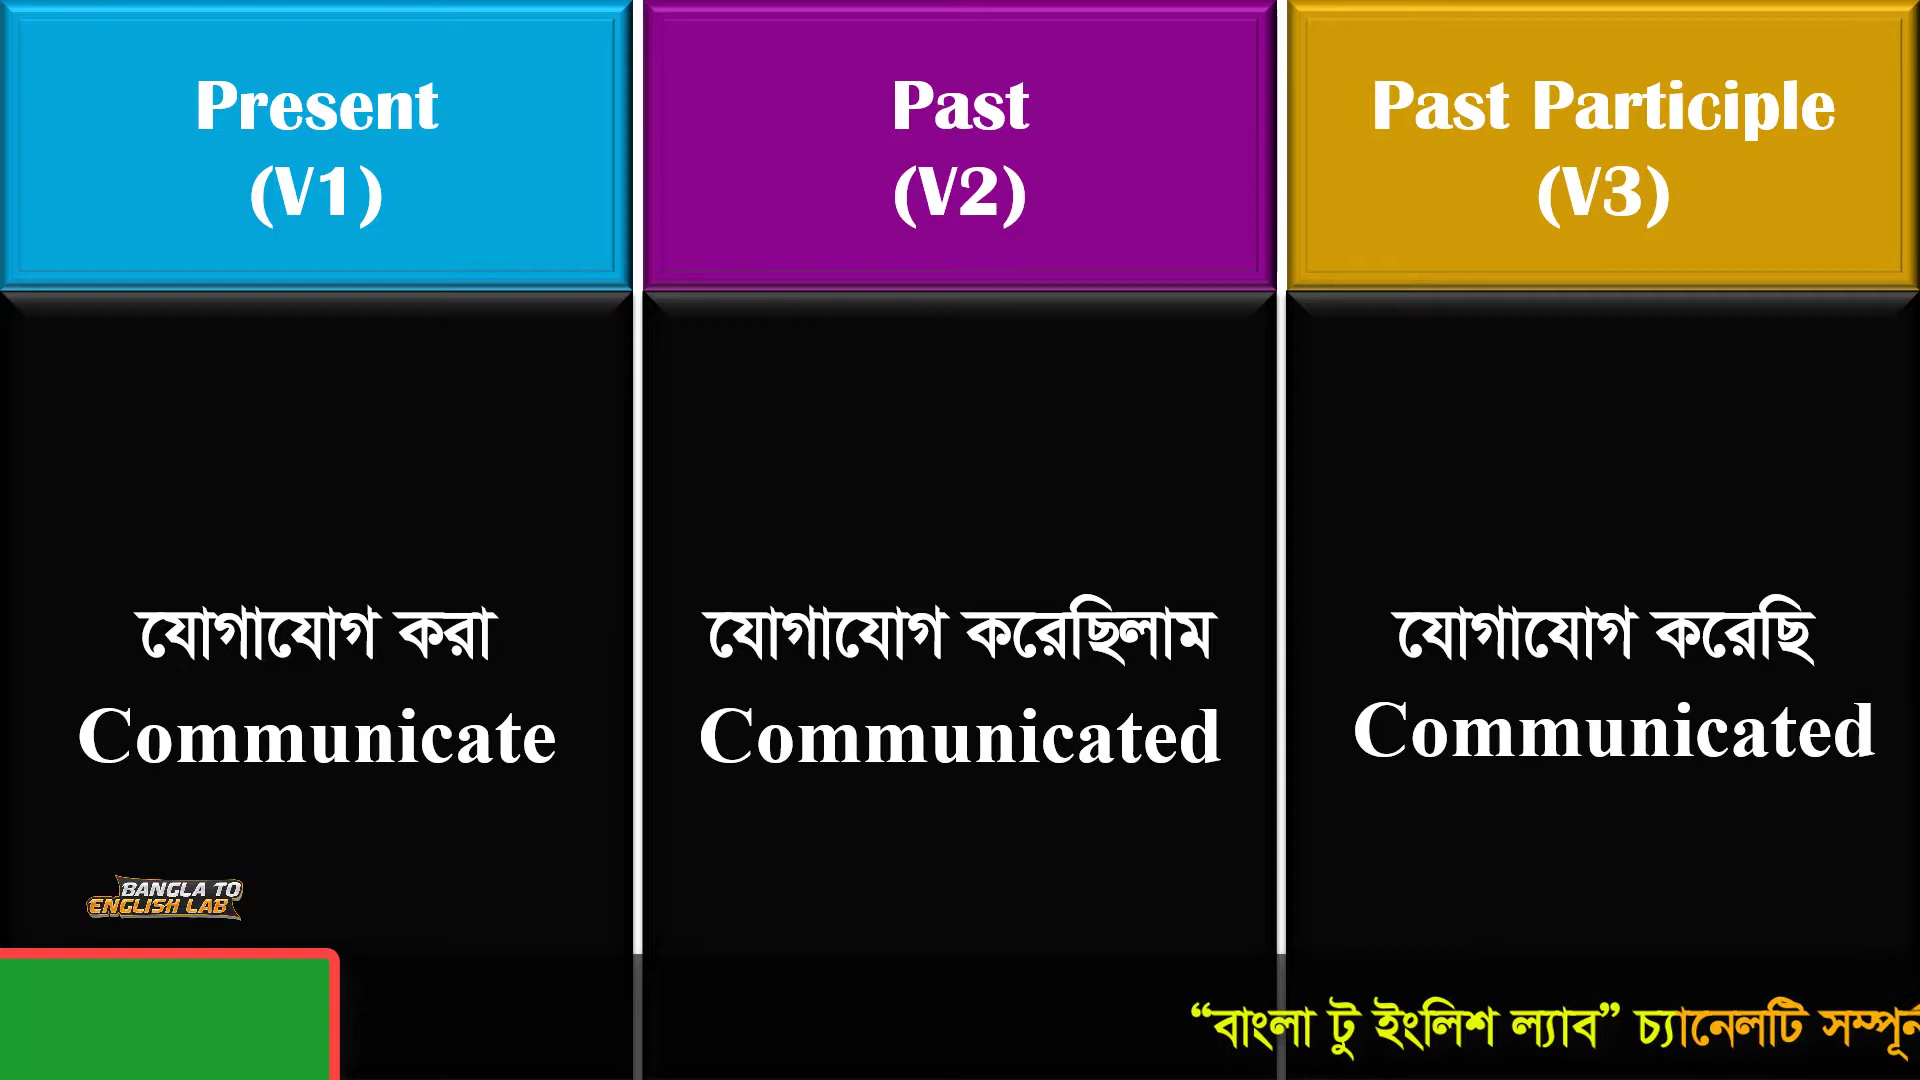 Present
(V1)
Past
(V2)
Past Participle
(V3)
যোগাযোগ করা
Communicate
যোগাযোগ করেছিলাম
Communicated
যোগাযোগ করেছি
Communicated
BANGLA TO
ENGLISH LAB
“বাংলা টু ইংলিশ ল্যাব” চ্যানেলটি